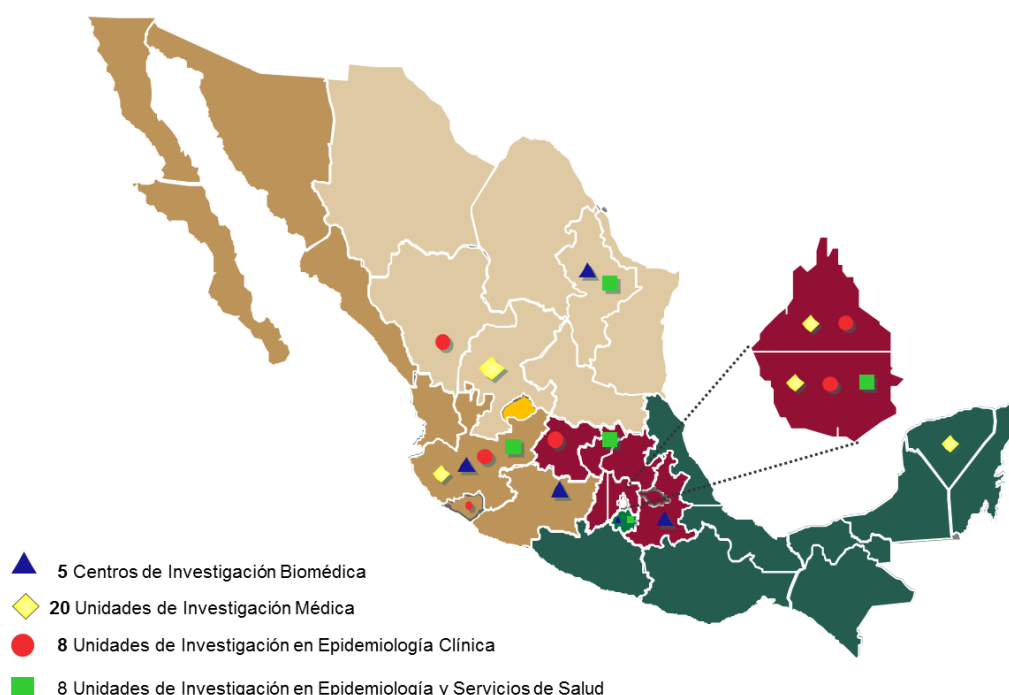 5 Centros de Investigación Biomédica
20 Unidades de Investigación Médica
8 Unidades de Investigación en Epidemiología Clínica
8 Unidades de Investigación en Epidemiología y Servicios de Salud